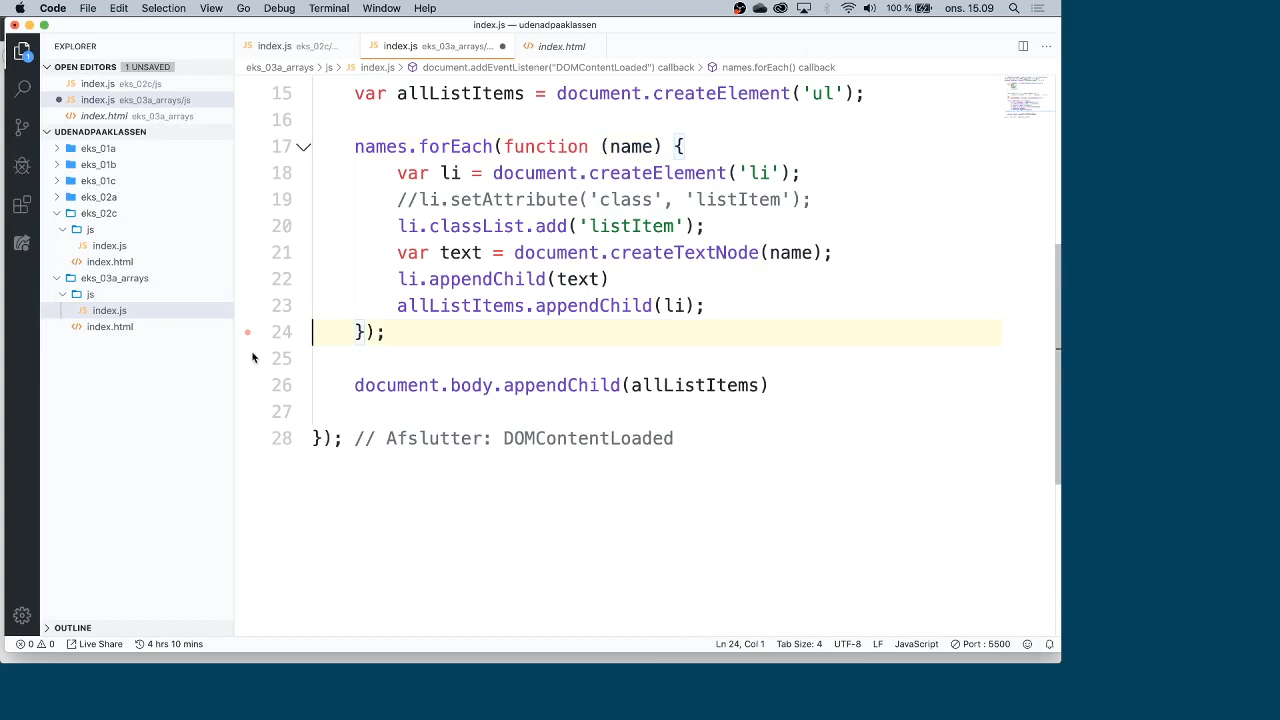 Code File Edit Selection View Go Debug Terminal Window Help 100 % ons. 15.09
index.js — udenadpaaklassen
EXPLORER
index.js eks_02c/... index.js eks_03a_arrays/... index.html
OPEN EDITORS 1 UNSAVED
index.js eks_02c/js
index.js eks_03a_arrays/js
index.html eks_03a_arrays
UDENADPAAKLASSEN
eks_01a
eks_01b
eks_01c
eks_02a
eks_02c
js
index.js
index.html
eks_03a_arrays
js
index.js
index.html
OUTLINE
eks_03a_arrays > js > index.js > document.addEventListener("DOMContentLoaded") callback > names.forEach() callback
15 var allListItems = document.createElement('ul');
16
17 names.forEach(function (name) {
18 var li = document.createElement('li');
19 //li.setAttribute('class', 'listItem');
20 li.classList.add('listItem');
21 var text = document.createTextNode(name);
22 li.appendChild(text)
23 allListItems.appendChild(li);
24 });
25
26 document.body.appendChild(allListItems)
27
28 }); // Afslutter: DOMContentLoaded
0 0 Live Share 4 hrs 10 mins Ln 24, Col 1 Tab Size: 4 UTF-8 LF JavaScript Port : 5500